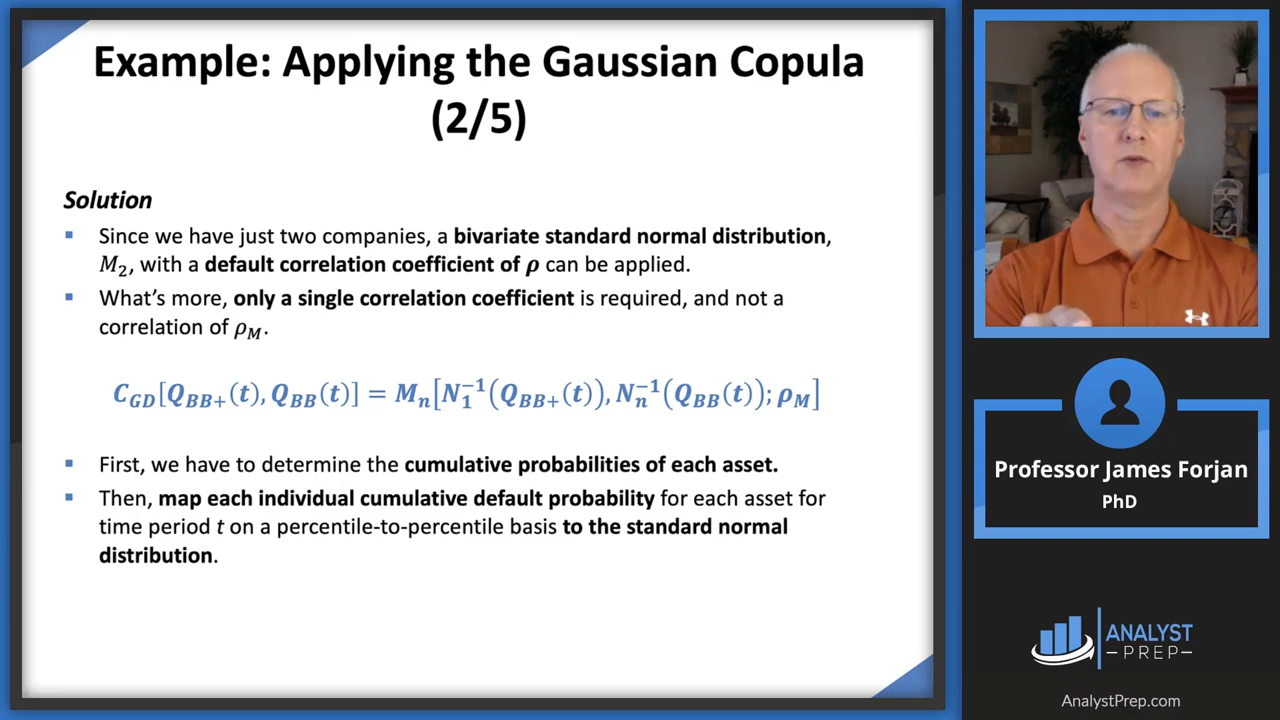 Example: Applying the Gaussian Copula
(2/5)
Solution
Since we have just two companies, a bivariate standard normal distribution,
M₂, with a default correlation coefficient of ρ can be applied.
What's more, only a single correlation coefficient is required, and not a
correlation of ρ_M.
C_GD[Q_BB+(t), Q_BB(t)] = M_n[N₁⁻¹(Q_BB+(t)), N_n⁻¹(Q_BB(t)); ρ_M]
First, we have to determine the cumulative probabilities of each asset.
Then, map each individual cumulative default probability for each asset for
time period t on a percentile-to-percentile basis to the standard normal
distribution.
Professor James Forjan
PhD
ANALYST
PREP
AnalystPrep.com